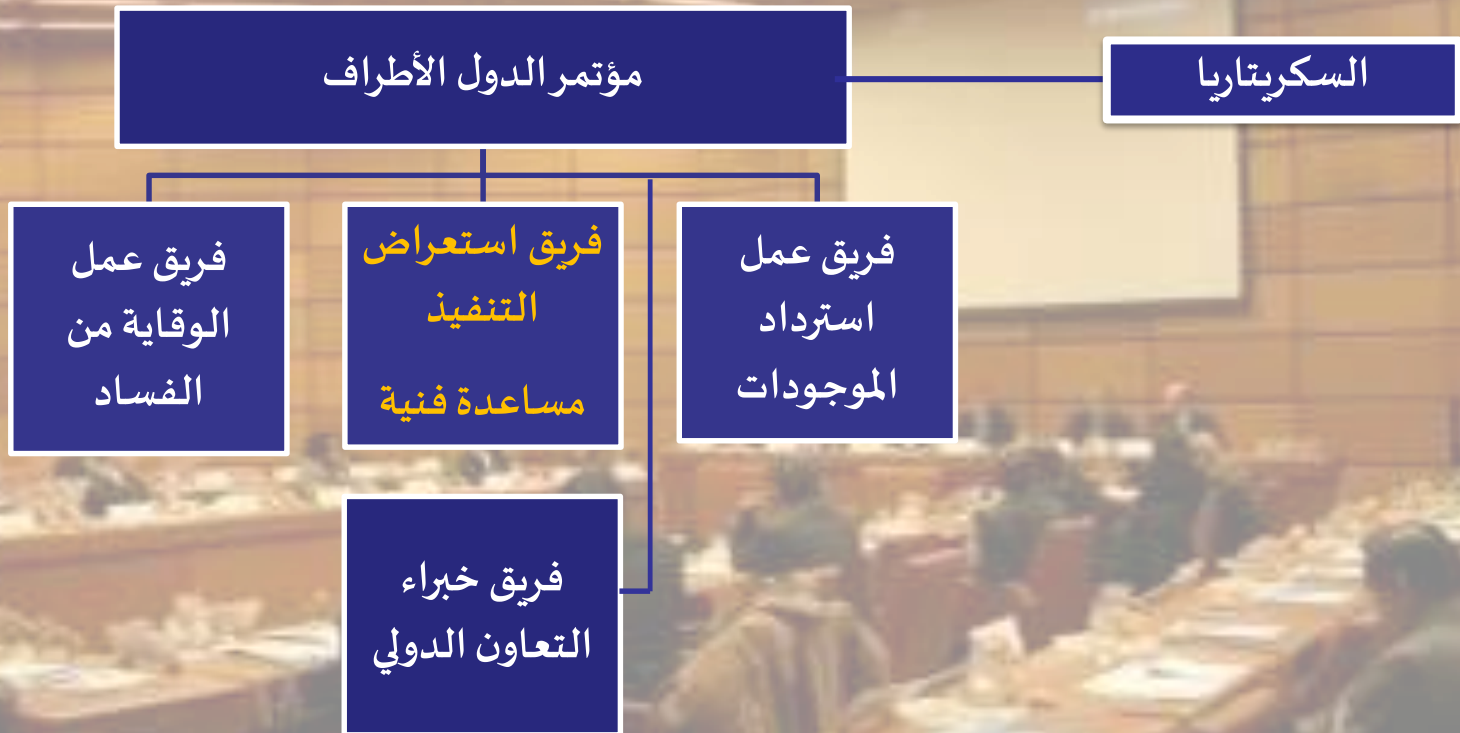 مؤتمر الدول الأطراف
السكريتاريا
فريق عمل
استرداد
الموجودات
فريق استعراض
التنفيذ
مساعدة فنية
فريق عمل
الوقاية من
الفساد
فريق خبراء
التعاون الدولي